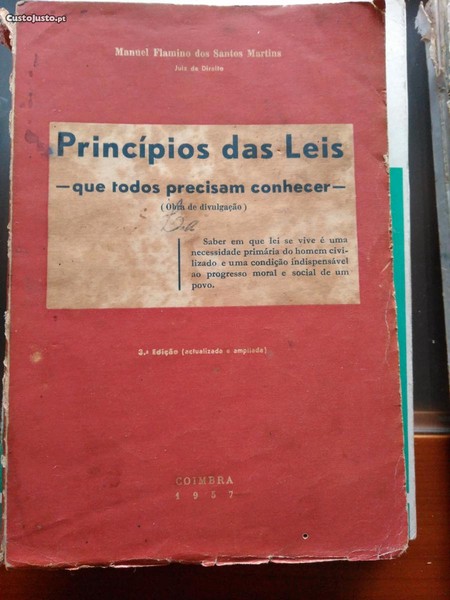 CustoJusto.pt
Manuel Flamino dos Santos Martins
Juiz de Direito
Princípios das Leis
—que todos precisam conhecer—
(Obra de divulgação)
Saber em que lei se vive é uma
necessidade primária do homem civi-
lizado e uma condição indispensável
ao progresso moral e social de um
povo.
3.ª Edição (actualizada e ampliada)
COIMBRA
1957